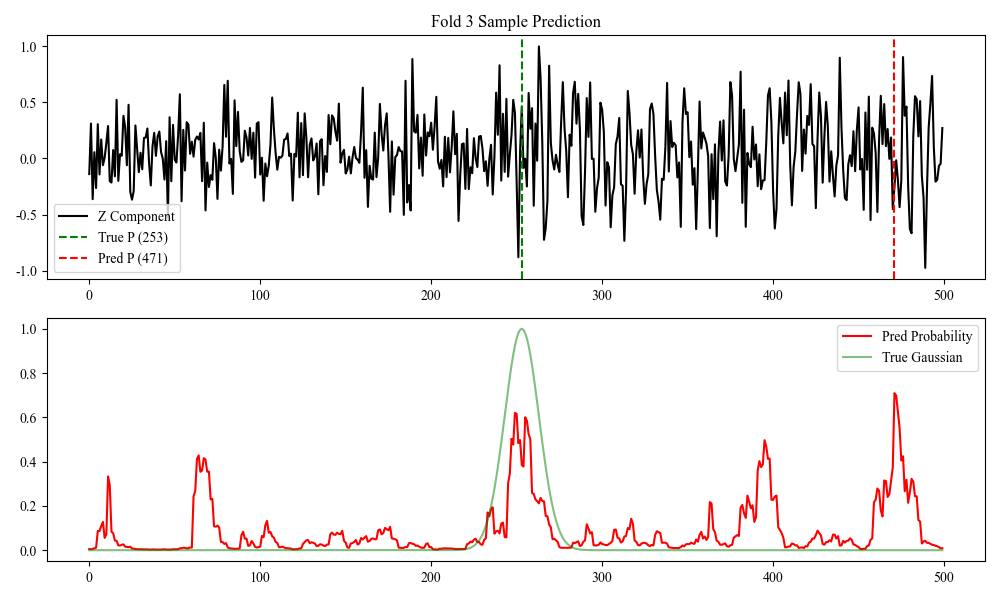 Fold 3 Sample Prediction
1.0
0.5
0.0
-0.5
-1.0
Z Component
True P (253)
Pred P (471)
0 100 200 300 400 500
1.0
0.8
0.6
0.4
0.2
0.0
Pred Probability
True Gaussian
0 100 200 300 400 500